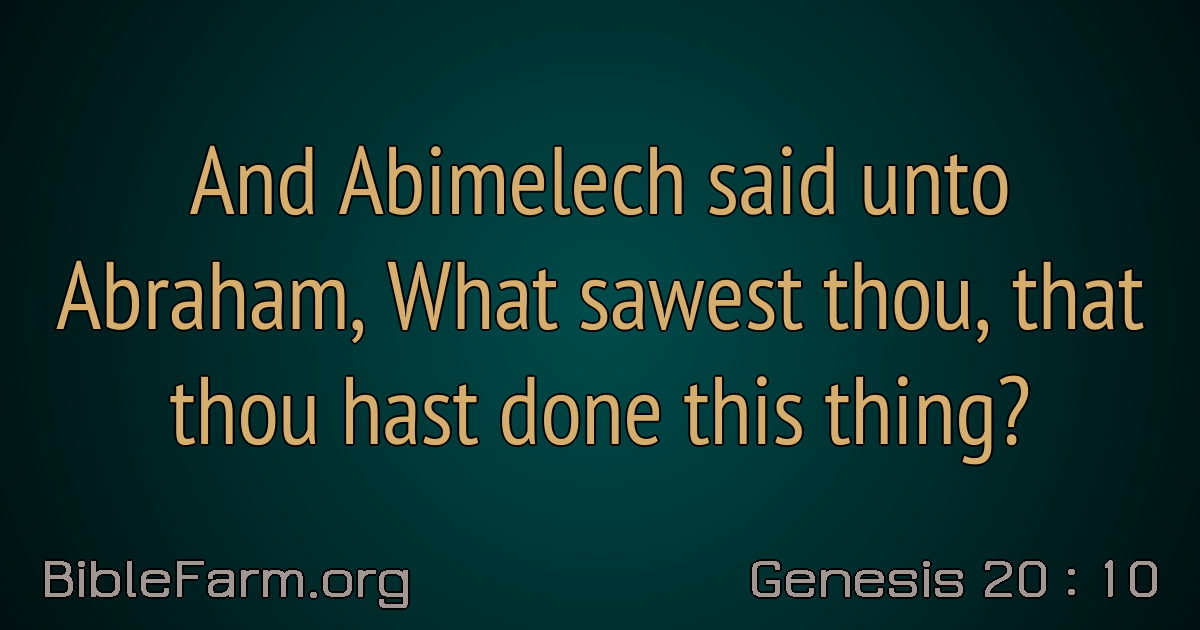 And Abimelech said unto
Abraham, What sawest thou, that
thou hast done this thing?
BibleFarm.org
Genesis 20 : 10